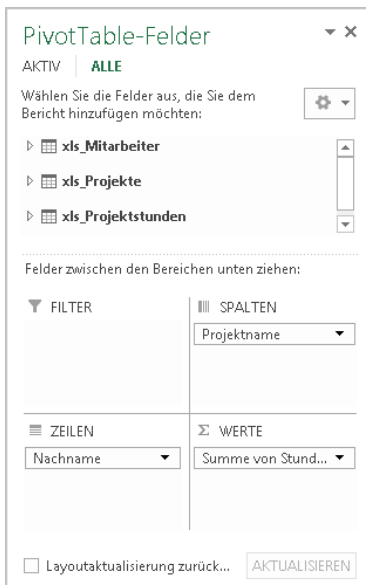 PivotTable-Felder
AKTIV ALLE
Wählen Sie die Felder aus, die Sie dem
Bericht hinzufügen möchten:
xls_Mitarbeiter
xls_Projekte
xls_Projektstunden
Felder zwischen den Bereichen unten ziehen:
FILTER
SPALTEN
Projektname
ZEILEN
Nachname
WERTE
Summe von Stund...
Layoutaktualisierung zurück...
AKTUALISIEREN